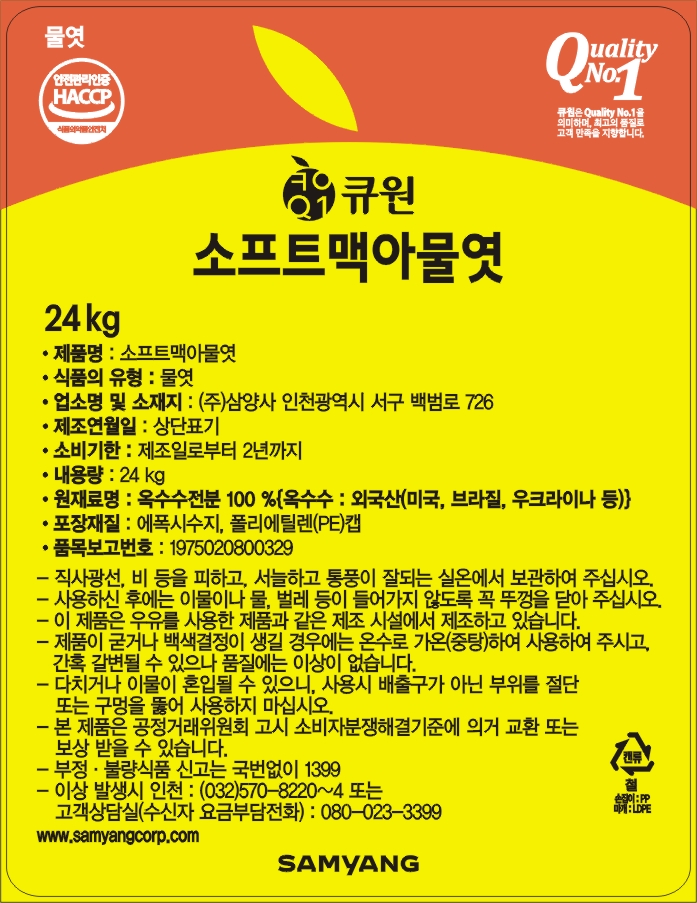 물엿
안전관리인증
HACCP
식품의약품안전처
Quality
No.1
큐원은 Quality No.1을
의미하며, 최고의 품질로
고객 만족을 지향합니다.
큐원
Q1 큐원
소프트맥아물엿
24kg
• 제품명 : 소프트맥아물엿
• 식품의 유형 : 물엿
• 업소명 및 소재지 : (주)삼양사 인천광역시 서구 백범로 726
• 제조연월일 : 상단표기
• 소비기한 : 제조일로부터 2년까지
• 내용량 : 24 kg
• 원재료명 : 옥수수전분 100 %{옥수수 : 외국산(미국, 브라질, 우크라이나 등)}
• 포장재질 : 에폭시수지, 폴리에틸렌(PE)캡
• 품목보고번호 : 1975020800329
– 직사광선, 비 등을 피하고, 서늘하고 통풍이 잘되는 실온에서 보관하여 주십시오.
– 사용하신 후에는 이물이나 물, 벌레 등이 들어가지 않도록 꼭 뚜껑을 닫아 주십시오.
– 이 제품은 우유를 사용한 제품과 같은 제조 시설에서 제조하고 있습니다.
– 제품이 굳거나 백색결정이 생길 경우에는 온수로 가온(중탕)하여 사용하여 주시고,
간혹 갈변될 수 있으나 품질에는 이상이 없습니다.
– 다치거나 이물이 혼입될 수 있으니, 사용시 배출구가 아닌 부위를 절단
또는 구멍을 뚫어 사용하지 마십시오.
– 본 제품은 공정거래위원회 고시 소비자분쟁해결기준에 의거 교환 또는
보상 받을 수 있습니다.
– 부정 · 불량식품 신고는 국번없이 1399
– 이상 발생시 인천 : (032)570-8220~4 또는
고객상담실(수신자 요금부담전화) : 080-023-3399
www.samyangcorp.com
캔류
철
손잡이 : PP
마개 : LDPE
SAMYANG